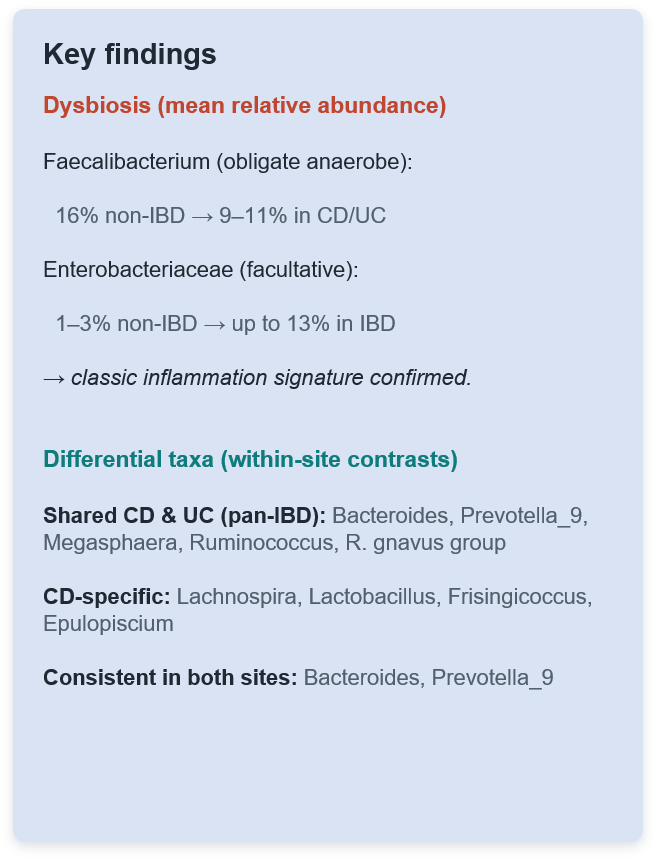 Key findings
Dysbiosis (mean relative abundance)
Faecalibacterium (obligate anaerobe):
16% non-IBD → 9–11% in CD/UC
Enterobacteriaceae (facultative):
1–3% non-IBD → up to 13% in IBD
→ classic inflammation signature confirmed.
Differential taxa (within-site contrasts)
Shared CD & UC (pan-IBD): Bacteroides, Prevotella_9,
Megasphaera, Ruminococcus, R. gnavus group
CD-specific: Lachnospira, Lactobacillus, Frisingicoccus,
Epulopiscium
Consistent in both sites: Bacteroides, Prevotella_9